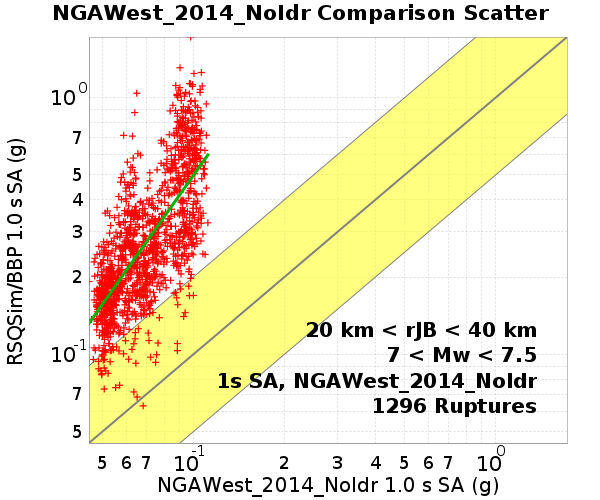 NGAWest_2014_NoIdr Comparison Scatter
RSQSim/BBP 1.0 s SA (g)
10^0
7
5
4
3
2
10^-1
7
5
20 km < rJB < 40 km
7 < Mw < 7.5
1s SA, NGAWest_2014_NoIdr
1296 Ruptures
5 6 7 10^-1 2 3 4 5 6 7 10^0
NGAWest_2014_NoIdr 1.0 s SA (g)